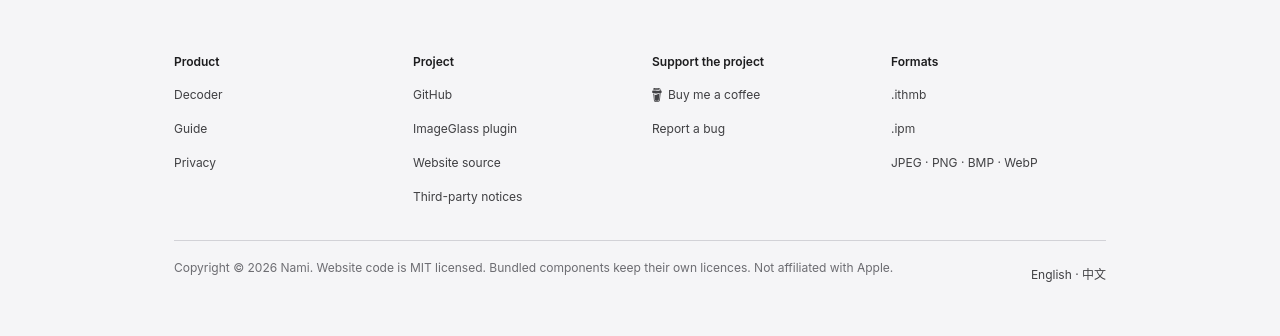 Product
Decoder
Guide
Privacy
Project
GitHub
ImageGlass plugin
Website source
Third-party notices
Support the project
Buy me a coffee
Report a bug
Formats
.ithmb
.ipm
JPEG · PNG · BMP · WebP
Copyright © 2026 Nami. Website code is MIT licensed. Bundled components keep their own licences. Not affiliated with Apple.
English · 中文